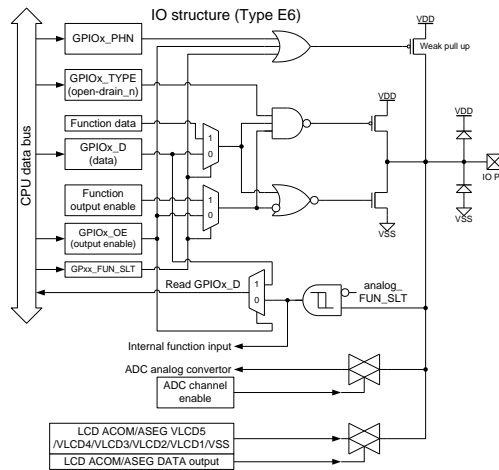 IO structure (Type E6)
CPU data bus
GPIOx_PHN
GPIOx_TYPE
(open-drain_n)
Function data
GPIOx_D
(data)
Function
output enable
GPIOx_OE
(output enable)
GPxx_FUN_SLT
1
0
1
0
VDD
Weak pull up
VDD
VSS
VDD
VSS
IO P
Read GPIOx_D
1
0
analog_
FUN_SLT
Internal function input
ADC analog convertor
ADC channel
enable
LCD ACOM/ASEG VLCD5
/VLCD4/VLCD3/VLCD2/VLCD1/VSS
LCD ACOM/ASEG DATA output